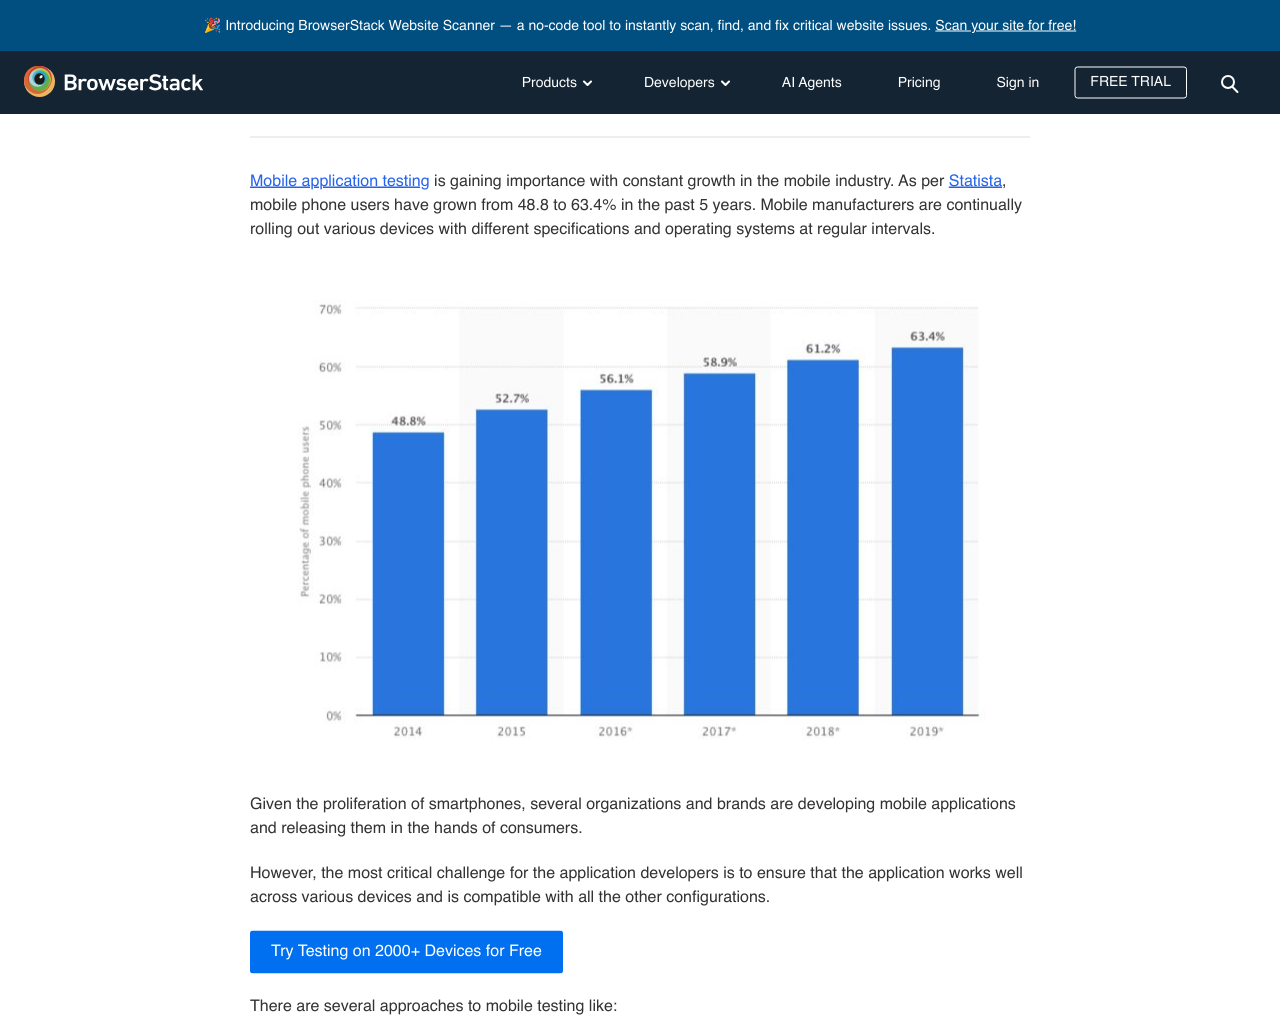 🎉 Introducing BrowserStack Website Scanner — a no-code tool to instantly scan, find, and fix critical website issues. Scan your site for free!
BrowserStack
Products
Developers
AI Agents
Pricing
Sign in
FREE TRIAL
Mobile application testing is gaining importance with constant growth in the mobile industry. As per Statista,
mobile phone users have grown from 48.8 to 63.4% in the past 5 years. Mobile manufacturers are continually
rolling out various devices with different specifications and operating systems at regular intervals.
Percentage of mobile phone users
70%
60%
50%
40%
30%
20%
10%
0%
48.8%
52.7%
56.1%
58.9%
61.2%
63.4%
2014
2015
2016*
2017*
2018*
2019*
Given the proliferation of smartphones, several organizations and brands are developing mobile applications
and releasing them in the hands of consumers.
However, the most critical challenge for the application developers is to ensure that the application works well
across various devices and is compatible with all the other configurations.
Try Testing on 2000+ Devices for Free
There are several approaches to mobile testing like: